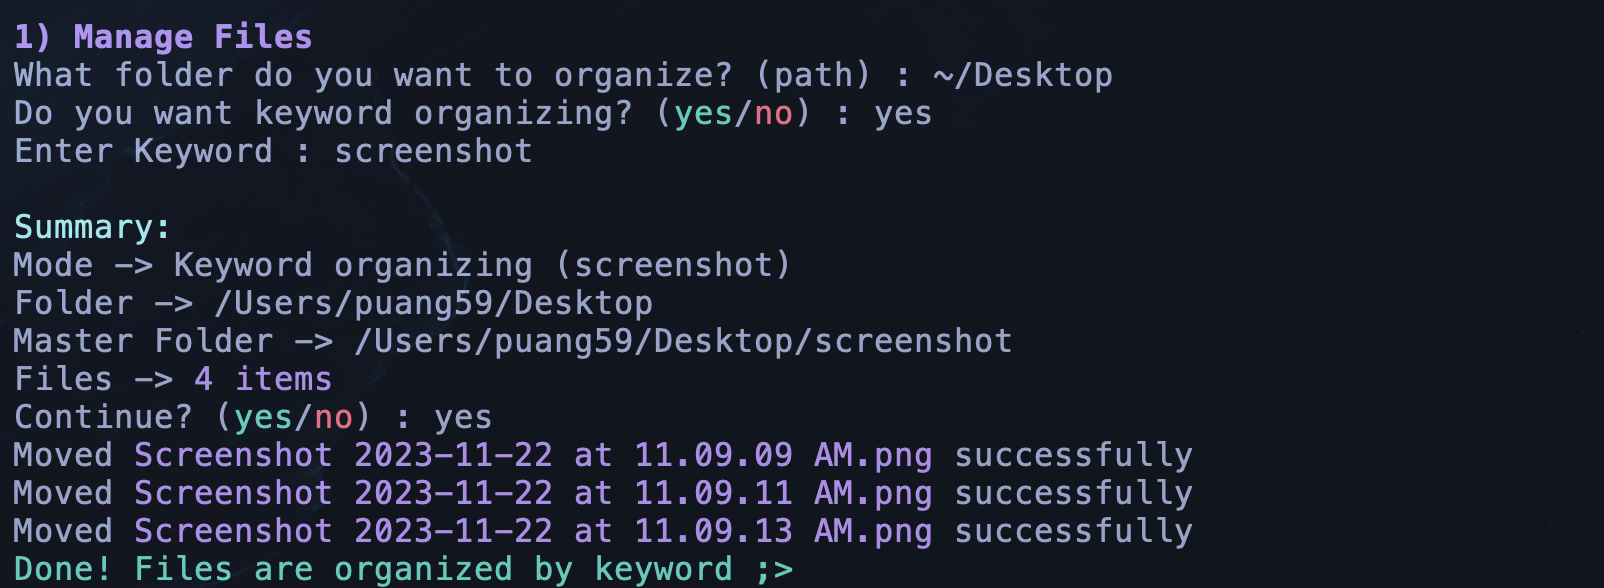 1) Manage Files
What folder do you want to organize? (path) : ~/Desktop
Do you want keyword organizing? (yes/no) : yes
Enter Keyword : screenshot
Summary:
Mode -> Keyword organizing (screenshot)
Folder -> /Users/puang59/Desktop
Master Folder -> /Users/puang59/Desktop/screenshot
Files -> 4 items
Continue? (yes/no) : yes
Moved Screenshot 2023-11-22 at 11.09.09 AM.png successfully
Moved Screenshot 2023-11-22 at 11.09.11 AM.png successfully
Moved Screenshot 2023-11-22 at 11.09.13 AM.png successfully
Done! Files are organized by keyword ;>